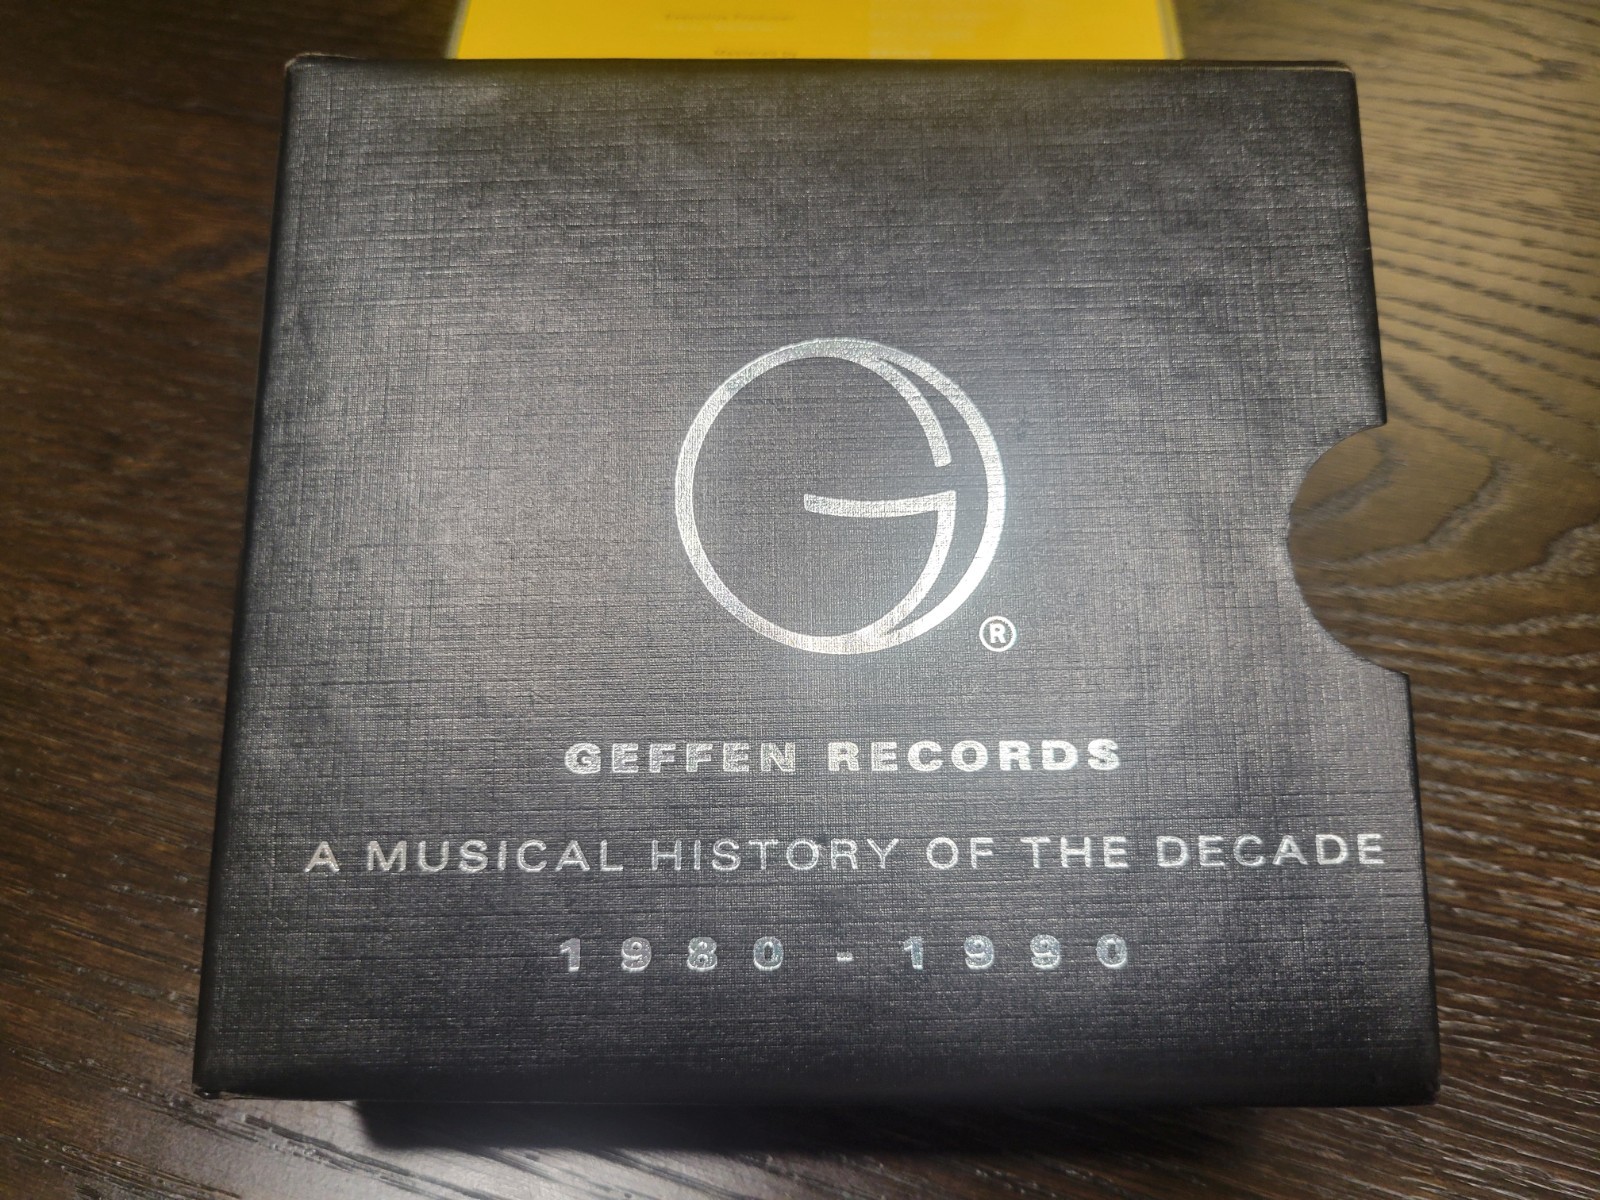 G
®
GEFFEN RECORDS
A MUSICAL HISTORY OF THE DECADE
1980 - 1990